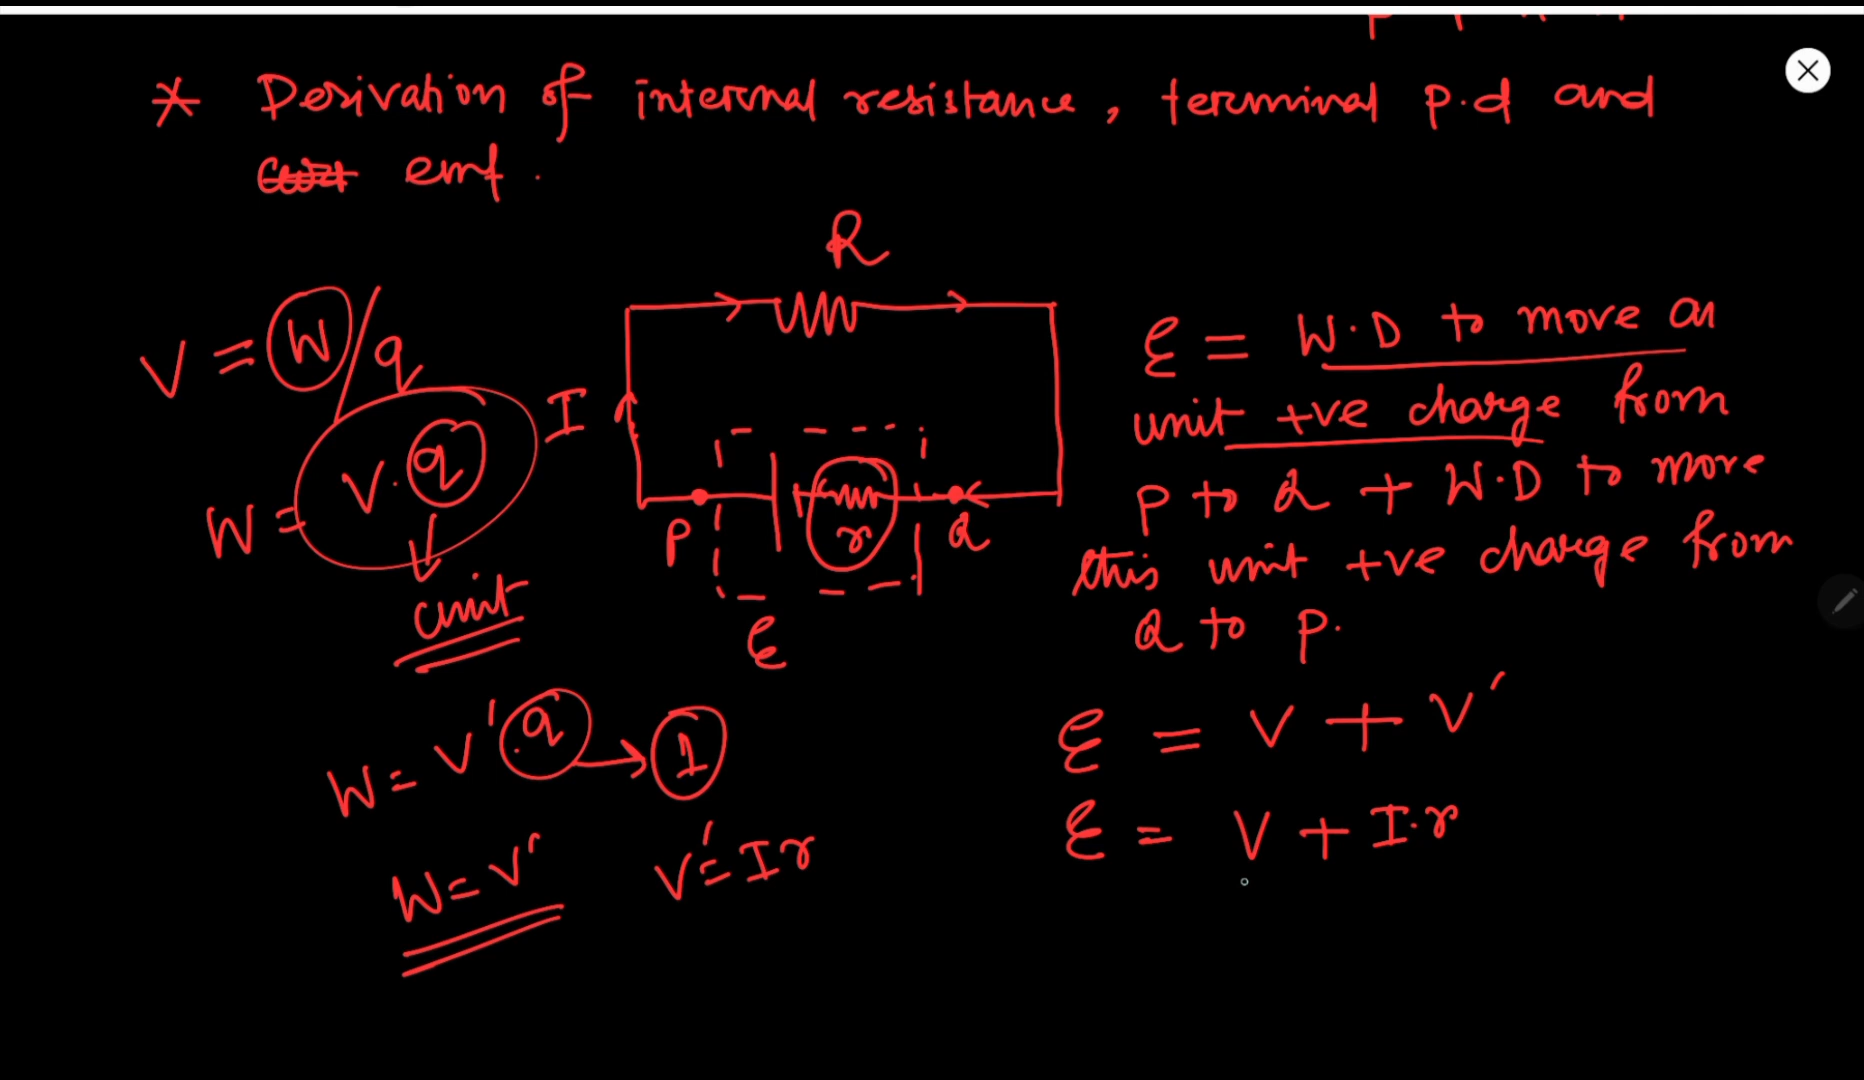 * Derivation of internal resistance, terminal p.d and
emf.
R
V = W/q
I
W = V.q
unit
P
r
Q
ε
ε = W.D to move an
unit +ve charge from
P to Q + W.D to move
this unit +ve charge from
Q to P.
W = V'.q → 1
W = V'
V' = Ir
ε = V + V'
ε = V + I.r